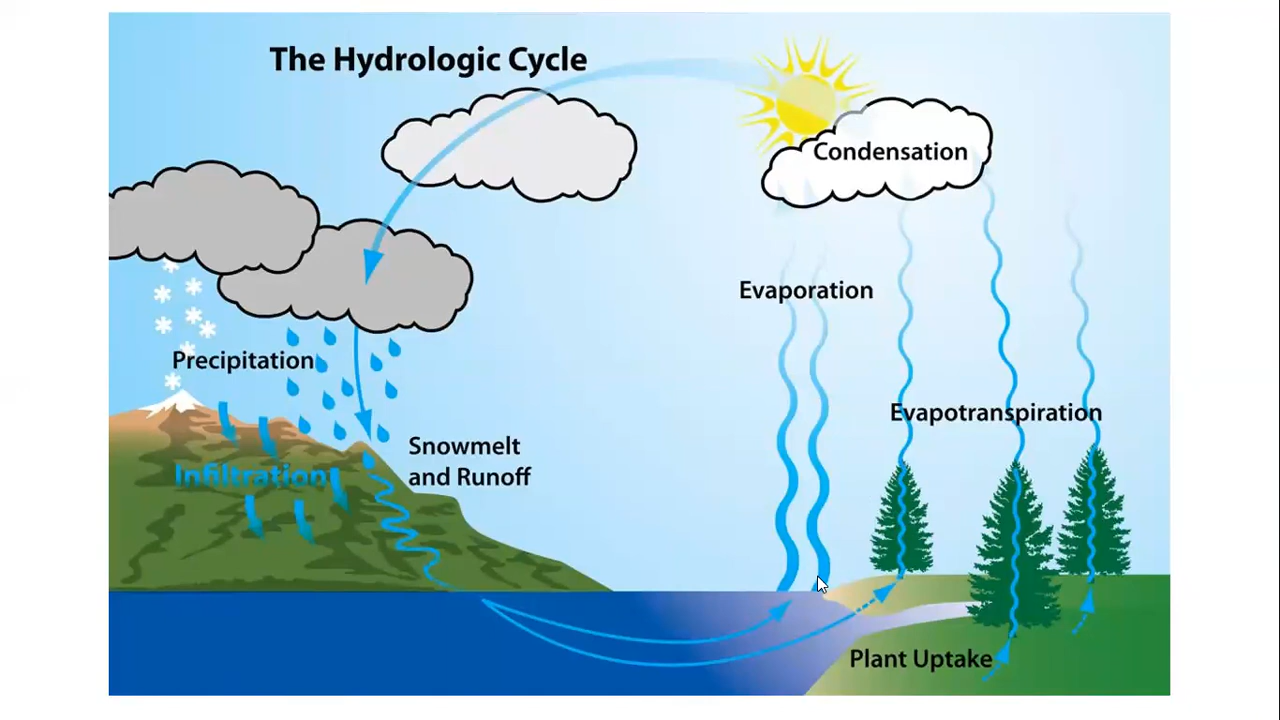 The Hydrologic Cycle
Condensation
Evaporation
Precipitation
Evapotranspiration
Snowmelt
and Runoff
Infiltration
Plant Uptake